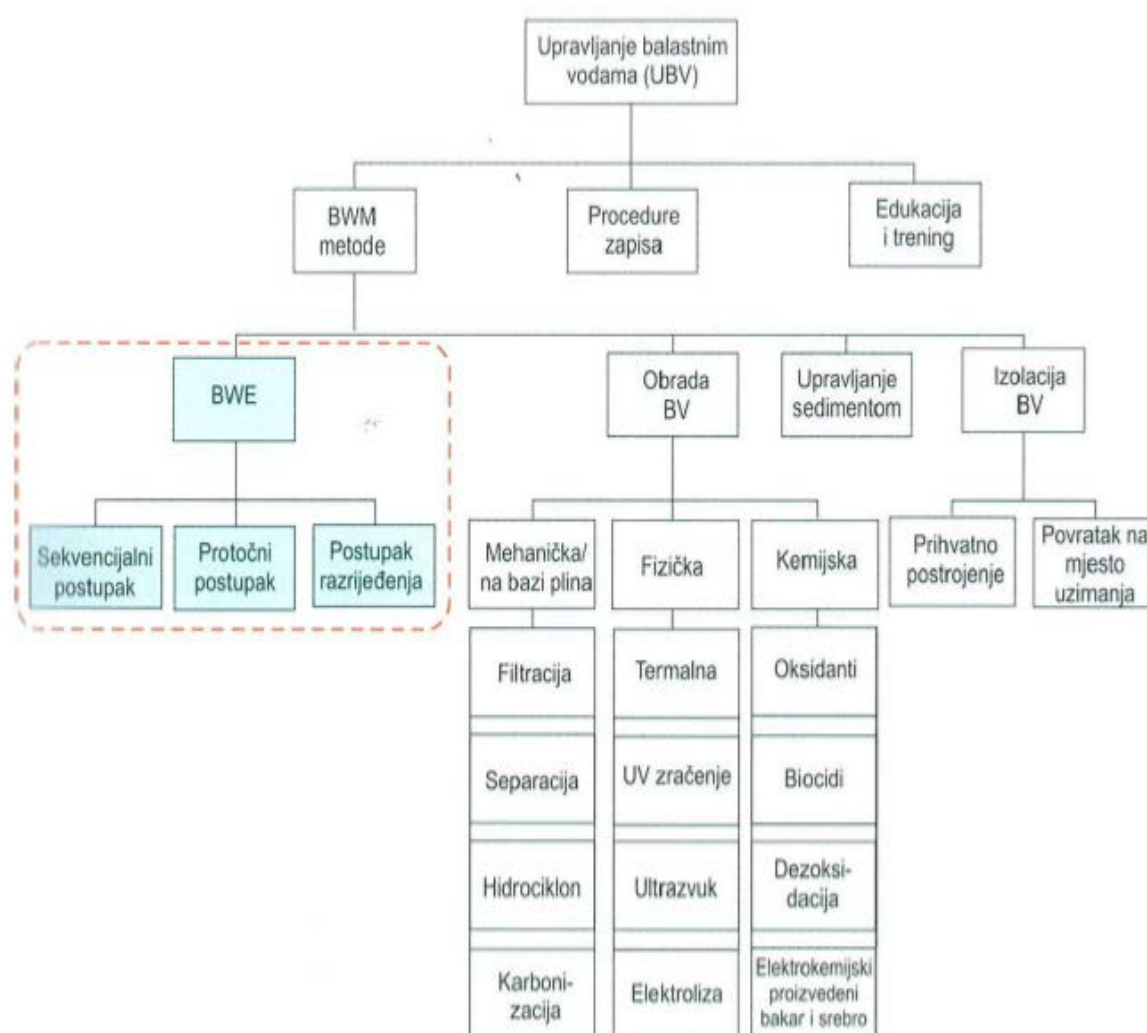 Upravljanje balastnim
vodama (UBV)
BWM
metode
Procedure
zapisa
Edukacija
i trening
BWE
Obrada
BV
Upravljanje
sedimentom
Izolacija
BV
Sekvencijalni
postupak
Protočni
postupak
Postupak
razrijeđenja
Mehanička/
na bazi plina
Fizička
Kemijska
Prihvatno
postrojenje
Povratak na
mjesto
uzimanja
Filtracija
Termalna
Oksidanti
Separacija
UV zračenje
Biocidi
Hidrociklon
Ultrazvuk
Dezoksi-
dacija
Karboni-
zacija
Elektroliza
Elektrokemijski
proizvedeni
bakar i srebro